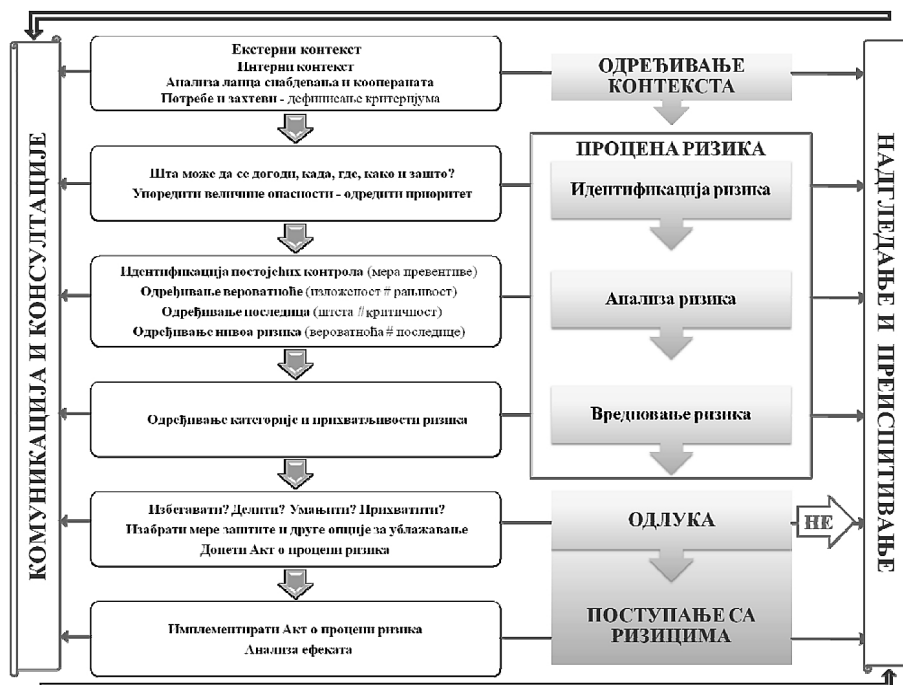 КОМУНИКАЦИЈА И КОНСУЛТАЦИЈЕ
Екстерни контекст
Интерни контекст
Анализа ланца снабдевања и кооперaната
Потребе и захтеви - дефинисање критеријума
ОДРЕЂИВАЊЕ
КОНТЕКСТА
ПРОЦЕНА РИЗИКА
Шта може да се догоди, када, где, како и зашто?
Упоредити величине опасности - одредити приоритет
Идентификација ризика
Идентификација постојећих контрола (мера превентиве)
Одређивање вероватноће (изложеност # рањивост)
Одређивање последица (штета # критичност)
Одређивање нивоа ризика (вероватноћа # последице)
Анализа ризика
Одређивање категорије и прихватљивости ризика
Вредновање ризика
Избегавати? Делити? Умањити? Прихватити?
Изабрати мере заштите и друге опције за ублажавање
Донети Акт о процени ризика
ОДЛУКА
НЕ
Имплементирати Акт о процени ризика
Анализа ефеката
ПОСТУПАЊЕ СА
РИЗИЦИМА
НАДГЛЕДАЊЕ И ПРЕИСПИТИВАЊЕ